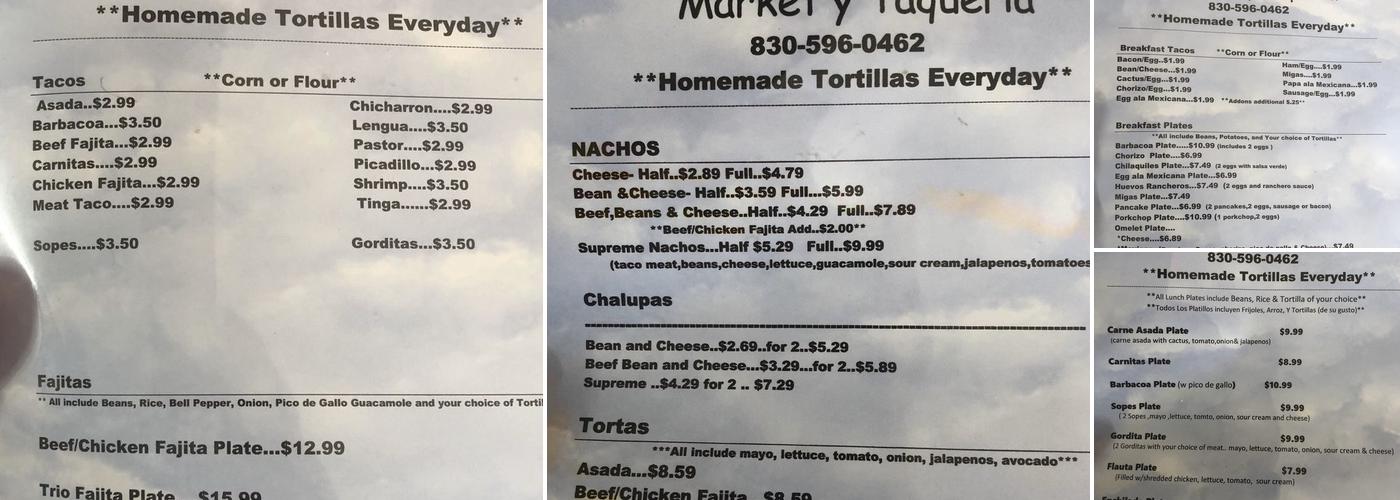 **Homemade Tortillas Everyday**
Tacos **Corn or Flour**
Asada..$2.99 Chicharron....$2.99
Barbacoa...$3.50 Lengua....$3.50
Beef Fajita...$2.99 Pastor....$2.99
Carnitas....$2.99 Picadillo...$2.99
Chicken Fajita...$2.99 Shrimp....$3.50
Meat Taco....$2.99 Tinga......$2.99
Sopes....$3.50 Gorditas....$3.50
Fajitas
** All include Beans, Rice, Bell Pepper, Onion, Pico de Gallo Guacamole and your choice of
Beef/Chicken Fajita Plate...$12.99
Trio Fajita Plate $15.99
Market y Taqueria
830-596-0462
**Homemade Tortillas Everyday**
NACHOS
Cheese- Half..$2.89 Full..$4.79
Bean &Cheese- Half..$3.59 Full...$5.99
Beef,Beans & Cheese..Half..$4.29 Full..$7.89
**Beef/Chicken Fajita Add..$2.00**
Supreme Nachos...Half $5.29 Full..$9.99
(taco meat,beans,cheese,lettuce,guacamole,sour cream,jalapenos,tomatoes
Chalupas
Bean and Cheese..$2.69..for 2..$5.29
Beef Bean and Cheese...$3.29...for 2..$5.89
Supreme ..$4.29 for 2 .. $7.29
Tortas
***All include mayo, lettuce, tomato, onion, jalapenos, avocado***
Asada...$8.59
Beef/Chicken Fajita $8.59
830-596-0462
**Homemade Tortillas Everyday**
Breakfast Tacos **Corn or Flour**
Bacon/Egg..$1.99 Ham/Egg....$1.99
Bean/Cheese...$1.99 Migas....$1.99
Cactus/Egg...$1.99 Papa ala Mexicana...$1.99
Chorizo/Egg....$1.99 Sausage/Egg...$1.99
Egg ala Mexicana...$1.99 **Addons additional $.25**
Breakfast Plates
**All include Beans, Potatoes, and Your choice of Tortillas**
Barbacoa Plate.....$10.99 (includes 2 eggs )
Chorizo Plate....$6.99
Chilaquiles Plate...$7.49 (2 eggs with salsa verde)
Egg ala Mexicana Plate...$6.99
Huevos Rancheros...$7.49 (2 eggs and ranchero sauce)
Migas Plate...$7.49
Pancake Plate...$6.99 (2 pancakes,2 eggs, sausage or bacon)
Porkchop Plate....$10.99 (1 porkchop,2 eggs)
Omelet Plate....
*Cheese....$6.89
830-596-0462
**Homemade Tortillas Everyday**
**All Lunch Plates include Beans, Rice & Tortilla of your choice**
**Todos Los Platillos incluyen Frijoles, Arroz, Y Tortillas (de su gusto)**
Carne Asada Plate $9.99
(carne asada with cactus, tomato,onion& jalapenos)
Carnitas Plate $8.99
Barbacoa Plate (w pico de gallo) $10.99
Sopes Plate $9.99
( 2 Sopes ,mayo ,lettuce, tomto, onion, sour cream and cheese)
Gordita Plate $9.99
(2 Gorditas with your choice of meat.. mayo, lettuce, onion, sour cream & cheese)
Flauta Plate $7.99
(Filled w/shredded chicken, lettuce, tomato, sour cream)